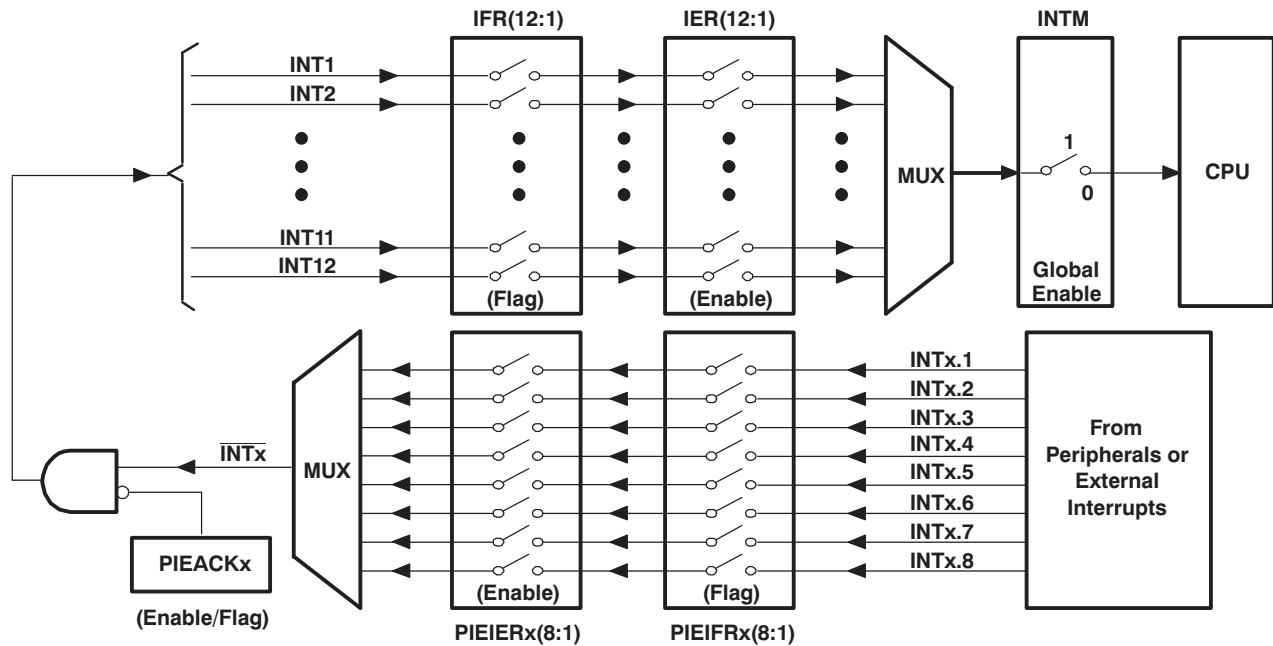 IFR(12:1)
IER(12:1)
INTM
INT1
INT2
INT11
INT12
(Flag)
(Enable)
MUX
1
0
Global
Enable
CPU
INTx
MUX
PIEACKx
(Enable/Flag)
(Enable)
PIEIERx(8:1)
(Flag)
PIEIFRx(8:1)
INTx.1
INTx.2
INTx.3
INTx.4
INTx.5
INTx.6
INTx.7
INTx.8
From
Peripherals or
External
Interrupts